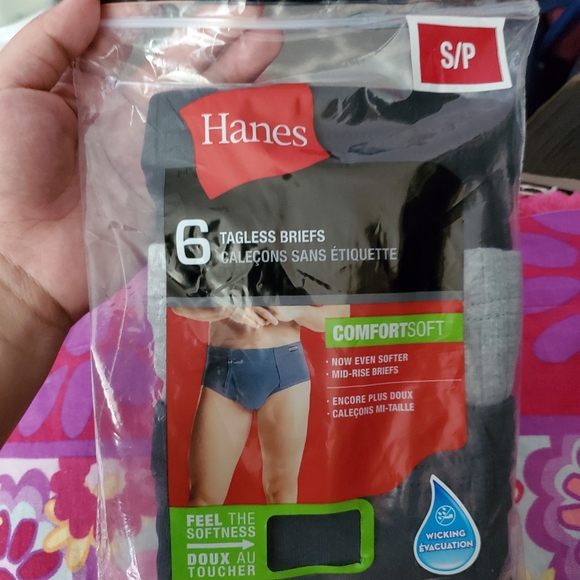 S/P
Hanes
6 TAGLESS BRIEFS
CALEÇONS SANS ÉTIQUETTE
COMFORTSOFT
· NOW EVEN SOFTER
· MID-RISE BRIEFS
· ENCORE PLUS DOUX
· CALEÇONS MI-TAILLE
FEEL THE
SOFTNESS
DOUX AU
TOUCHER
WICKING
ÉVACUATION